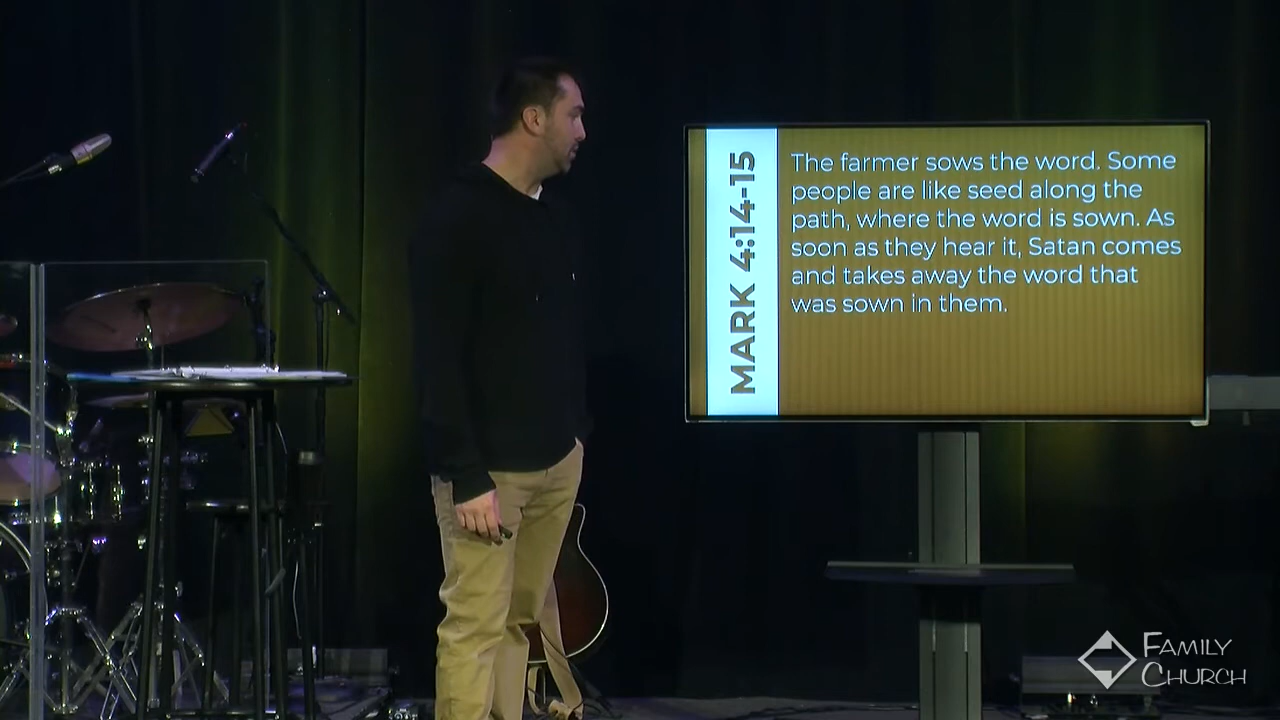 MARK 4:14-15
The farmer sows the word. Some
people are like seed along the
path, where the word is sown. As
soon as they hear it, Satan comes
and takes away the word that
was sown in them.
FAMILY
CHURCH